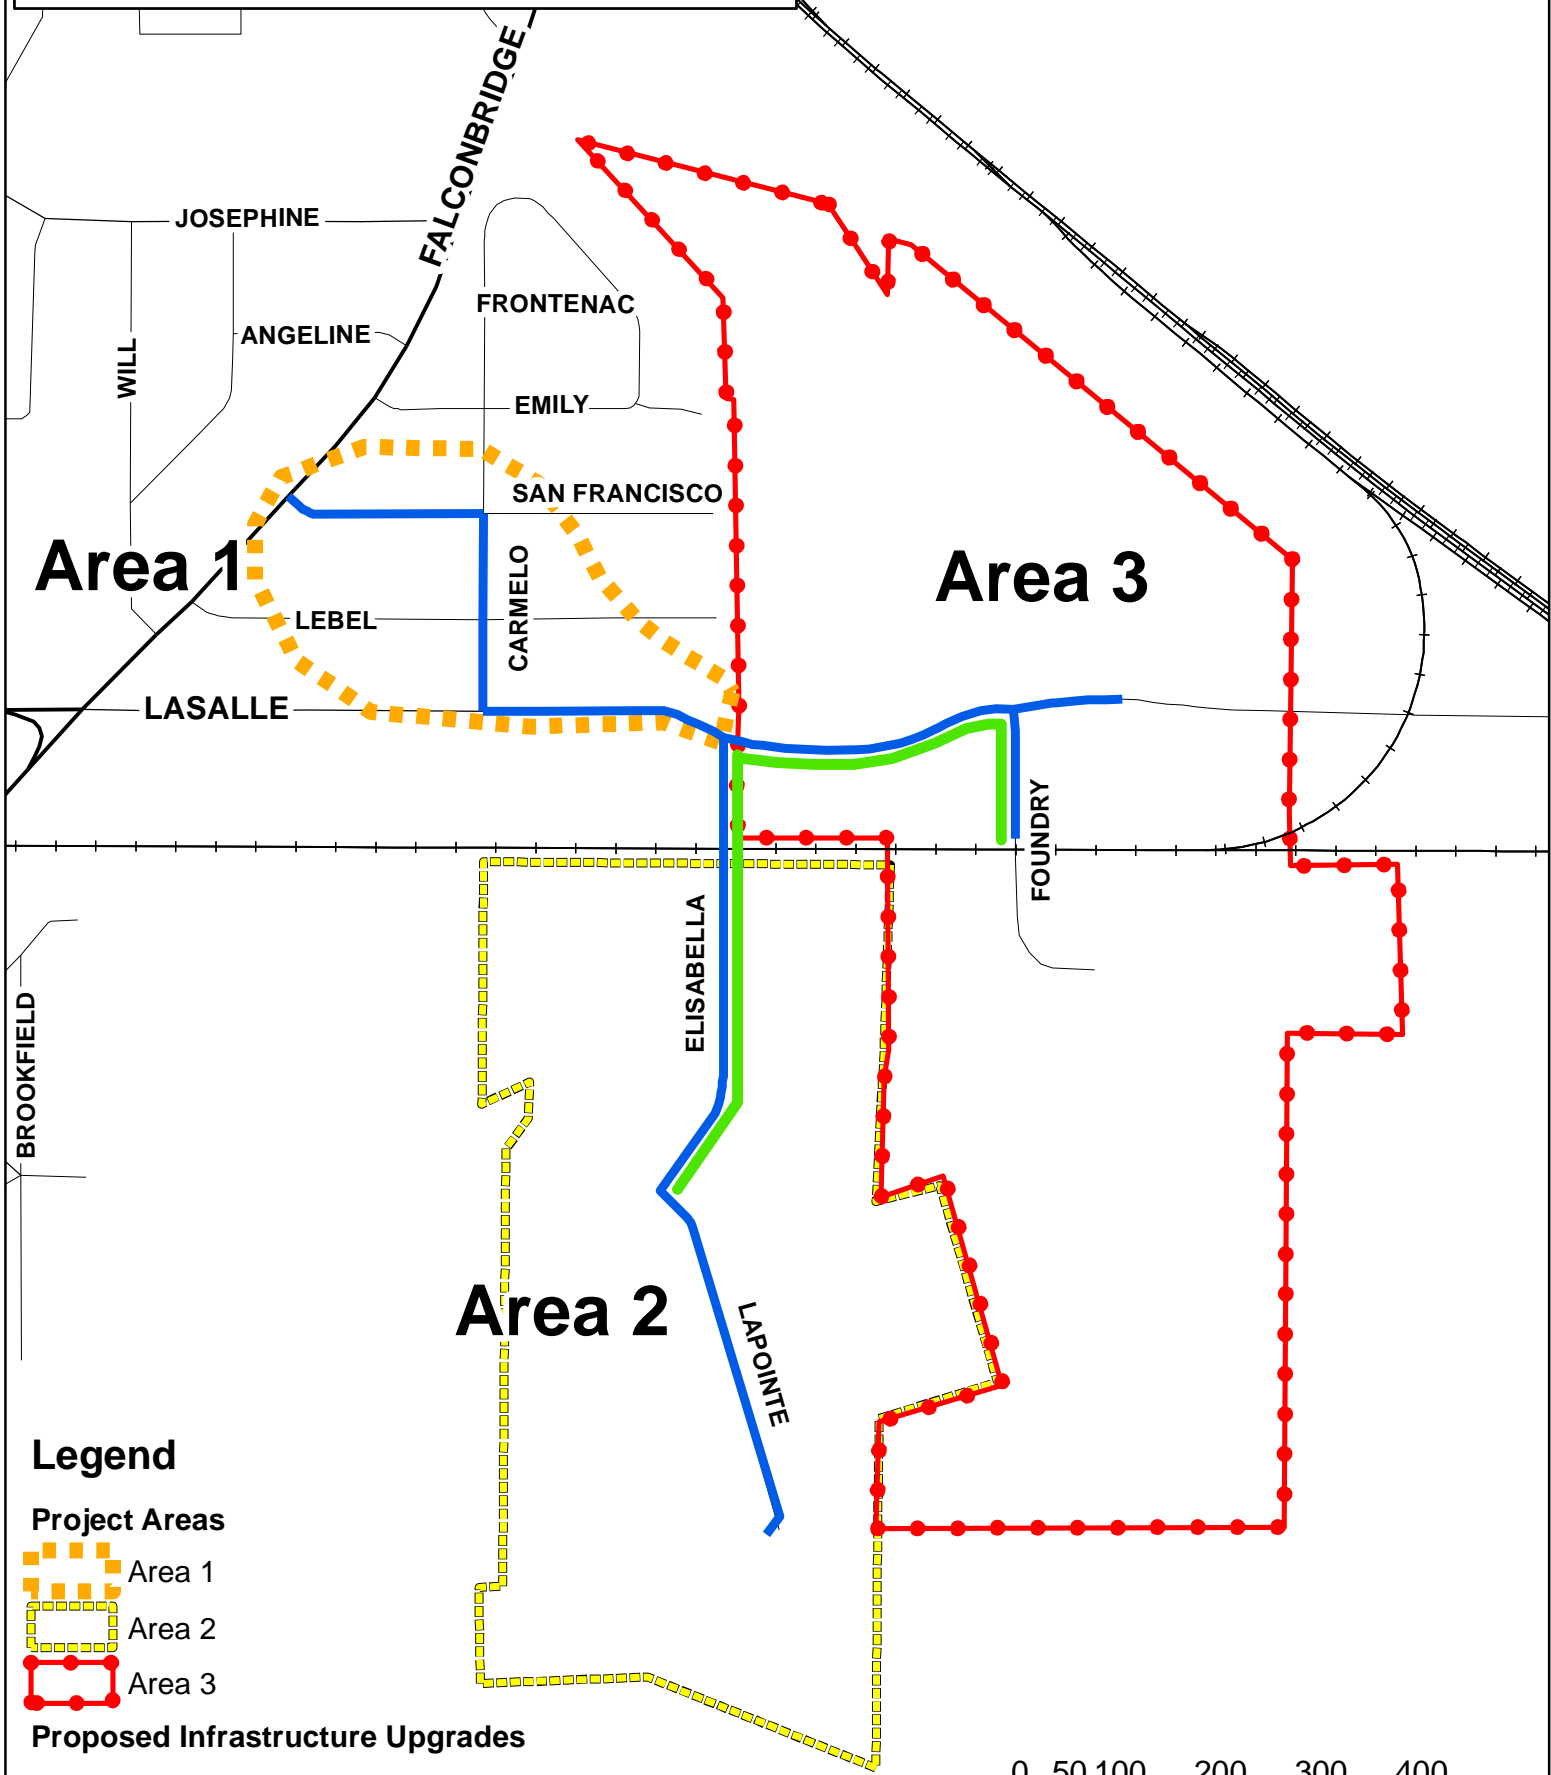 FALCONBRIDGE
JOSEPHINE
FRONTENAC
ANGELINE
WILL
EMILY
SAN FRANCISCO
Area 1
Area 3
CARMELO
LEBEL
LASALLE
FOUNDRY
ELISABELLA
BROOKFIELD
Area 2
LAPOINTE
Legend
Project Areas
Area 1
Area 2
Area 3
Proposed Infrastructure Upgrades
0 50 100 200 300 400